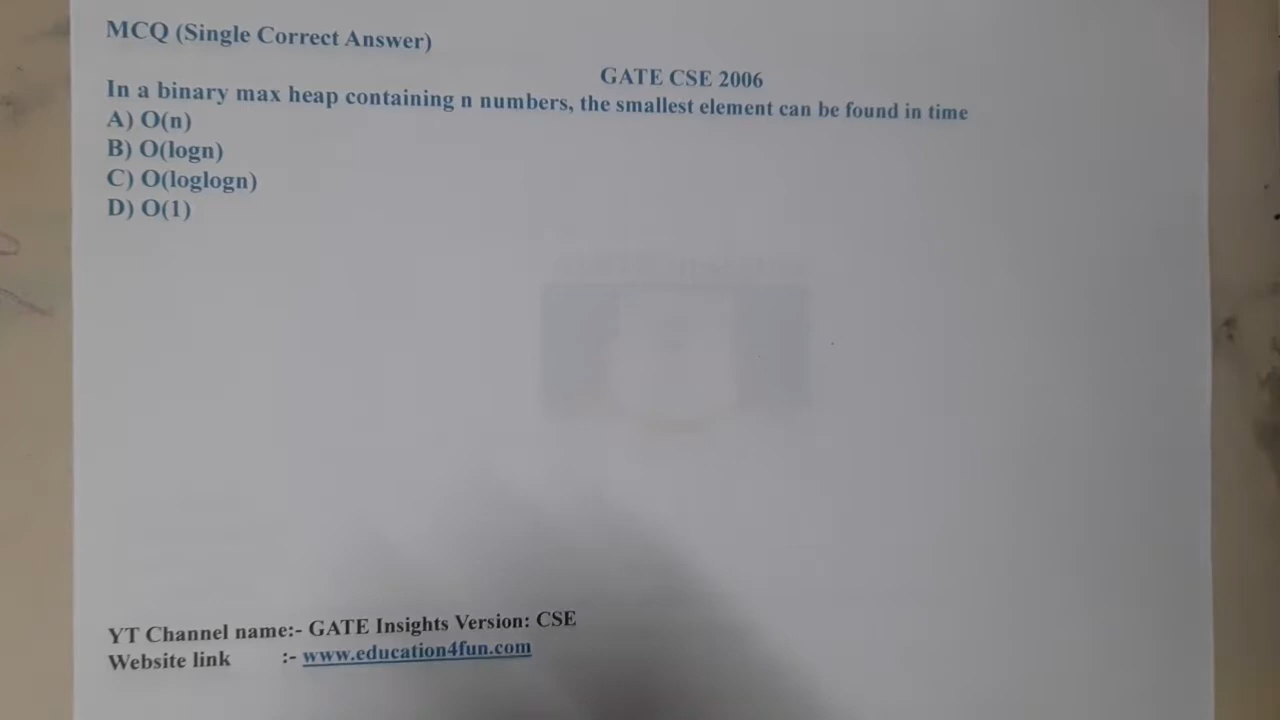 MCQ (Single Correct Answer)
GATE CSE 2006
In a binary max heap containing n numbers, the smallest element can be found in time
A) O(n)
B) O(logn)
C) O(loglogn)
D) O(1)
YT Channel name:- GATE Insights Version: CSE
Website link :- www.education4fun.com